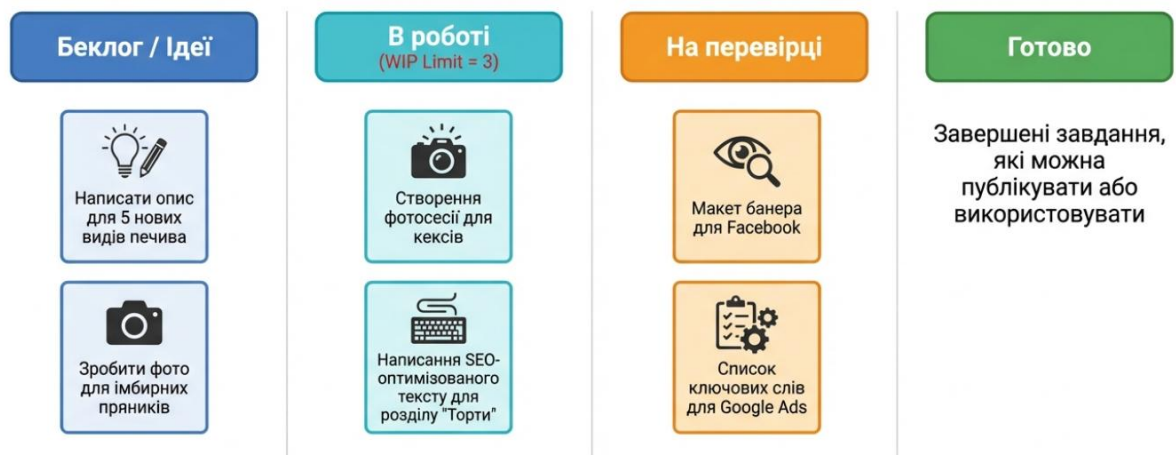 Беклог / Ідеї
В роботі
(WIP Limit = 3)
На перевірці
Готово
Написати опис
для 5 нових
видів печива
Зробити фото
для імбирних
пряників
Створення
фотосесії для
кексів
Написання SEO-
оптимізованого
тексту для
розділу "Торти"
Макет банера
для Facebook
Список
ключових слів
для Google Ads
Завершені завдання,
які можна
публікувати або
використовувати